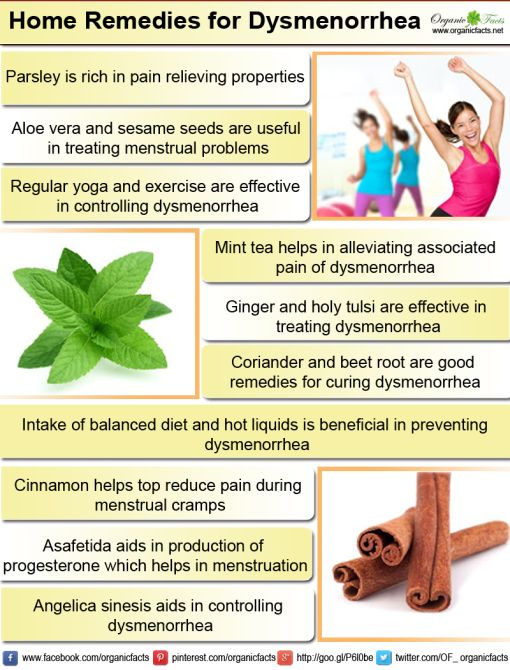 Home Remedies for Dysmenorrhea
Organic Facts
www.organicfacts.net
Parsley is rich in pain relieving properties
Aloe vera and sesame seeds are useful
in treating menstrual problems
Regular yoga and exercise are effective
in controlling dysmenorrhea
Mint tea helps in alleviating associated
pain of dysmenorrhea
Ginger and holy tulsi are effective in
treating dysmenorrhea
Coriander and beet root are good
remedies for curing dysmenorrhea
Intake of balanced diet and hot liquids is beneficial in preventing
dysmenorrhea
Cinnamon helps top reduce pain during
menstrual cramps
Asafetida aids in production of
progesterone which helps in menstruation
Angelica sinesis aids in controlling
dysmenorrhea
www.facebook.com/organicfacts pinterest.com/organicfacts http://goo.gl/P6l0be twitter.com/OF_organicfacts